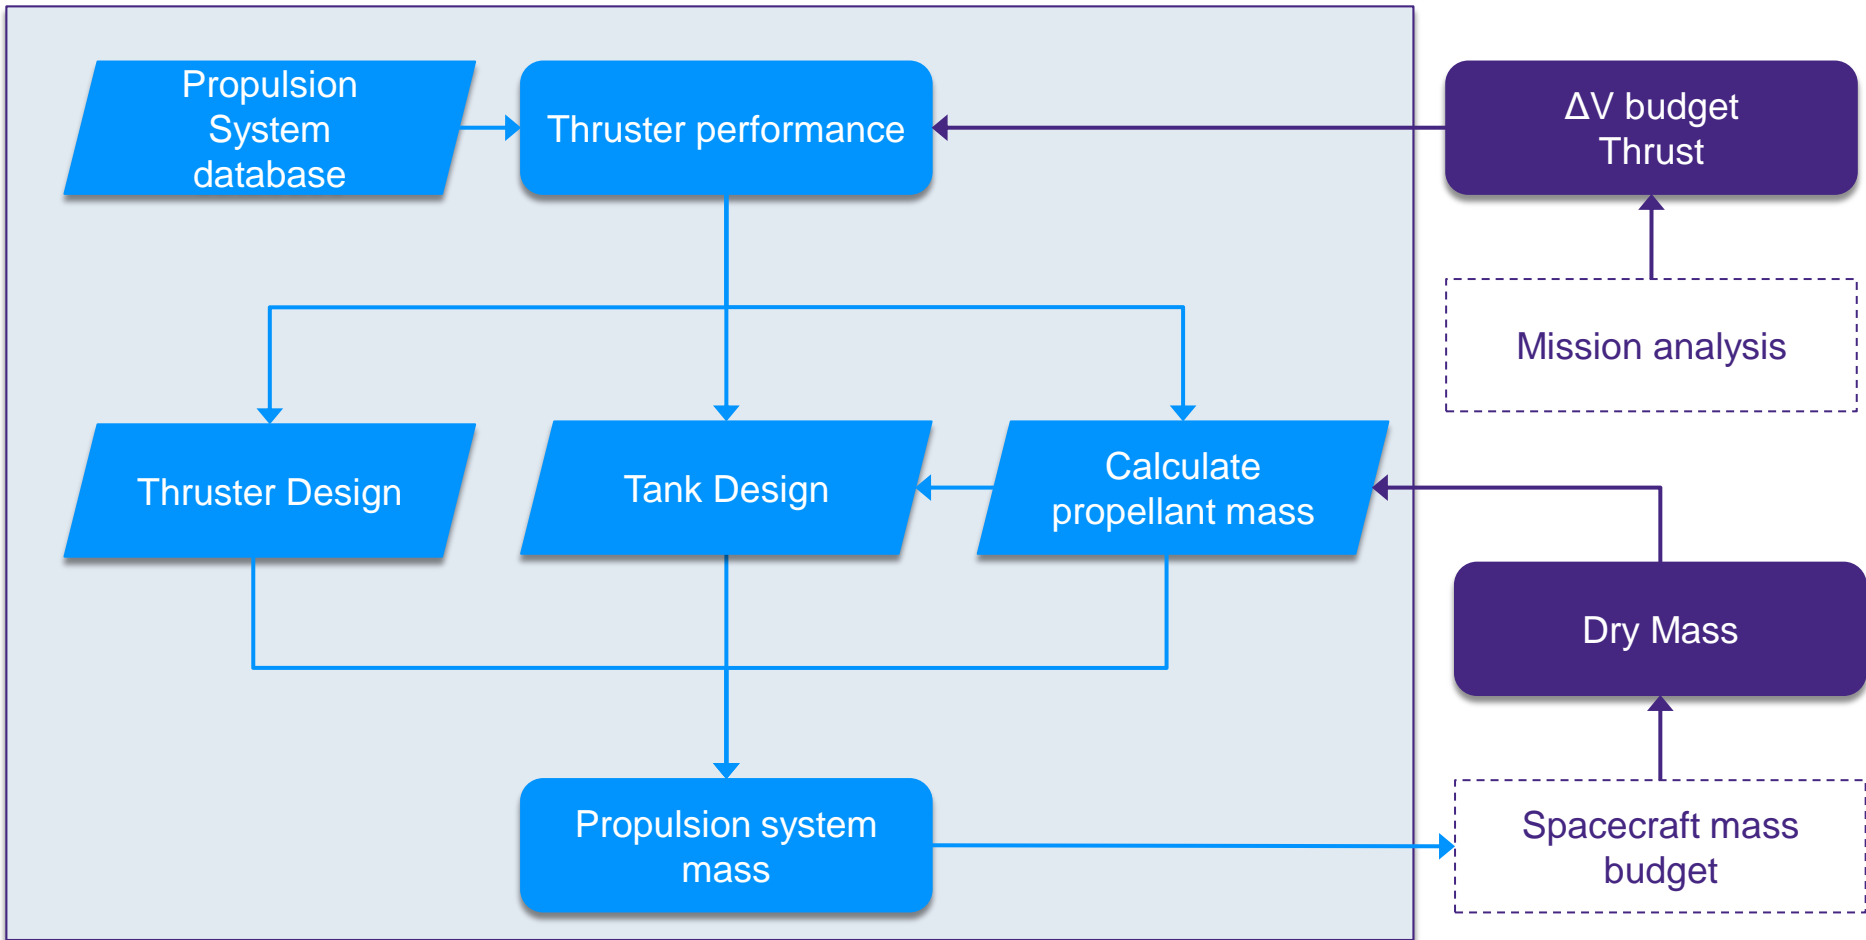 Propulsion
System
database
Thruster performance
ΔV budget
Thrust
Mission analysis
Thruster Design
Tank Design
Calculate
propellant mass
Dry Mass
Propulsion system
mass
Spacecraft mass
budget